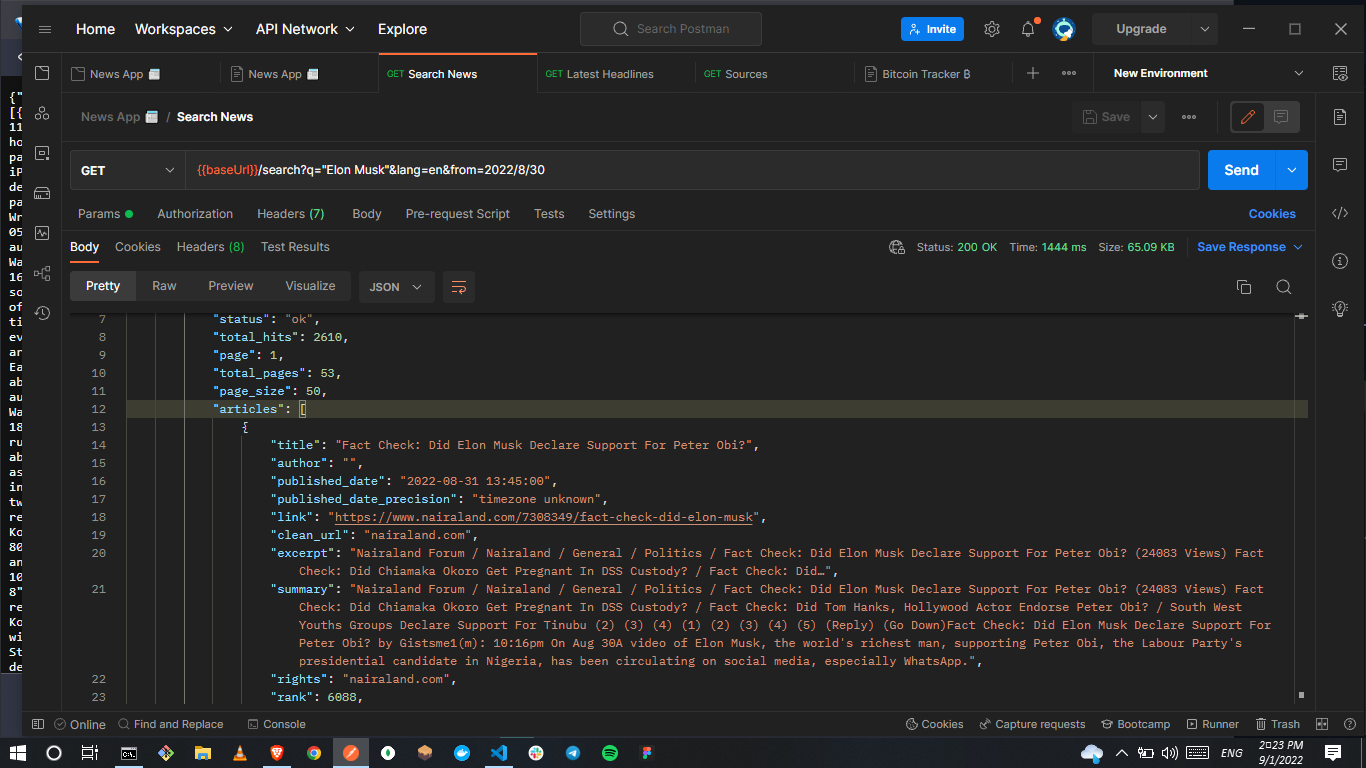 Home Workspaces API Network Explore Search Postman Invite Upgrade
News App News App GET Search News GET Latest Headlines GET Sources Bitcoin Tracker ₿ New Environment
News App / Search News Save
GET {{baseUrl}}/search?q="Elon Musk"&lang=en&from=2022/8/30 Send
Params Authorization Headers (7) Body Pre-request Script Tests Settings Cookies
Body Cookies Headers (8) Test Results Status: 200 OK Time: 1444 ms Size: 65.09 KB Save Response
Pretty Raw Preview Visualize JSON
7 "status": "ok",
8 "total_hits": 2610,
9 "page": 1,
10 "total_pages": 53,
11 "page_size": 50,
12 "articles": [
13 {
14 "title": "Fact Check: Did Elon Musk Declare Support For Peter Obi?",
15 "author": "",
16 "published_date": "2022-08-31 13:45:00",
17 "published_date_precision": "timezone unknown",
18 "link": "https://www.nairaland.com/7308349/fact-check-did-elon-musk",
19 "clean_url": "nairaland.com",
20 "excerpt": "Nairaland Forum / Nairaland / General / Politics / Fact Check: Did Elon Musk Declare Support For Peter Obi? (24083 Views) Fact
Check: Did Chiamaka Okoro Get Pregnant In DSS Custody? / Fact Check: Did…",
21 "summary": "Nairaland Forum / Nairaland / General / Politics / Fact Check: Did Elon Musk Declare Support For Peter Obi? (24083 Views) Fact
Check: Did Chiamaka Okoro Get Pregnant In DSS Custody? / Fact Check: Did Tom Hanks, Hollywood Actor Endorse Peter Obi? / South West
Youths Groups Declare Support For Tinubu (2) (3) (4) (1) (2) (3) (4) (5) (Reply) (Go Down)Fact Check: Did Elon Musk Declare Support For
Peter Obi? by Gistsme1(m): 10:16pm On Aug 30A video of Elon Musk, the world's richest man, supporting Peter Obi, the Labour Party's
presidential candidate in Nigeria, has been circulating on social media, especially WhatsApp.",
22 "rights": "nairaland.com",
23 "rank": 6088,
Online Find and Replace Console Cookies Capture requests Bootcamp Runner Trash
ENG 2:23 PM
9/1/2022